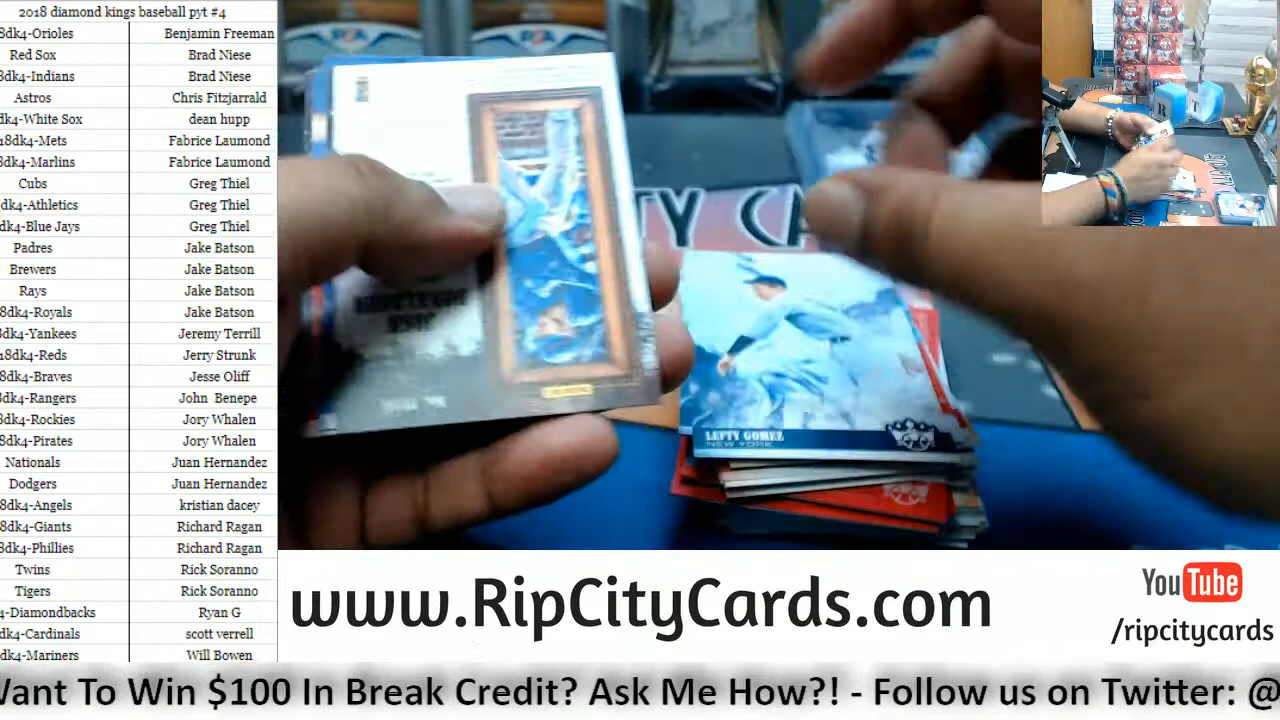 2018 diamond kings baseball pyt #4
8dk4-Orioles Benjamin Freeman
Red Sox Brad Niese
8dk4-Indians Brad Niese
Astros Chris Fitzjarrald
dk4-White Sox dean hupp
18dk4-Mets Fabrice Laumond
8dk4-Marlins Fabrice Laumond
Cubs Greg Thiel
dk4-Athletics Greg Thiel
dk4-Blue Jays Greg Thiel
Padres Jake Batson
Brewers Jake Batson
Rays Jake Batson
8dk4-Royals Jake Batson
8dk4-Yankees Jeremy Terrill
18dk4-Reds Jerry Strunk
8dk4-Braves Jesse Oliff
8dk4-Rangers John Benepe
dk4-Rockies Jory Whalen
8dk4-Pirates Jory Whalen
Nationals Juan Hernandez
Dodgers Juan Hernandez
8dk4-Angels kristian dacey
8dk4-Giants Richard Ragan
8dk4-Phillies Richard Ragan
Twins Rick Soranno
Tigers Rick Soranno
4-Diamondbacks Ryan G
dk4-Cardinals scott verrell
dk4-Mariners Will Bowen
TY CA
LEFTY GOMEZ
NEW YORK
www.RipCityCards.com
YouTube
/ripcitycards
Want To Win $100 In Break Credit? Ask Me How?! - Follow us on Twitter: @